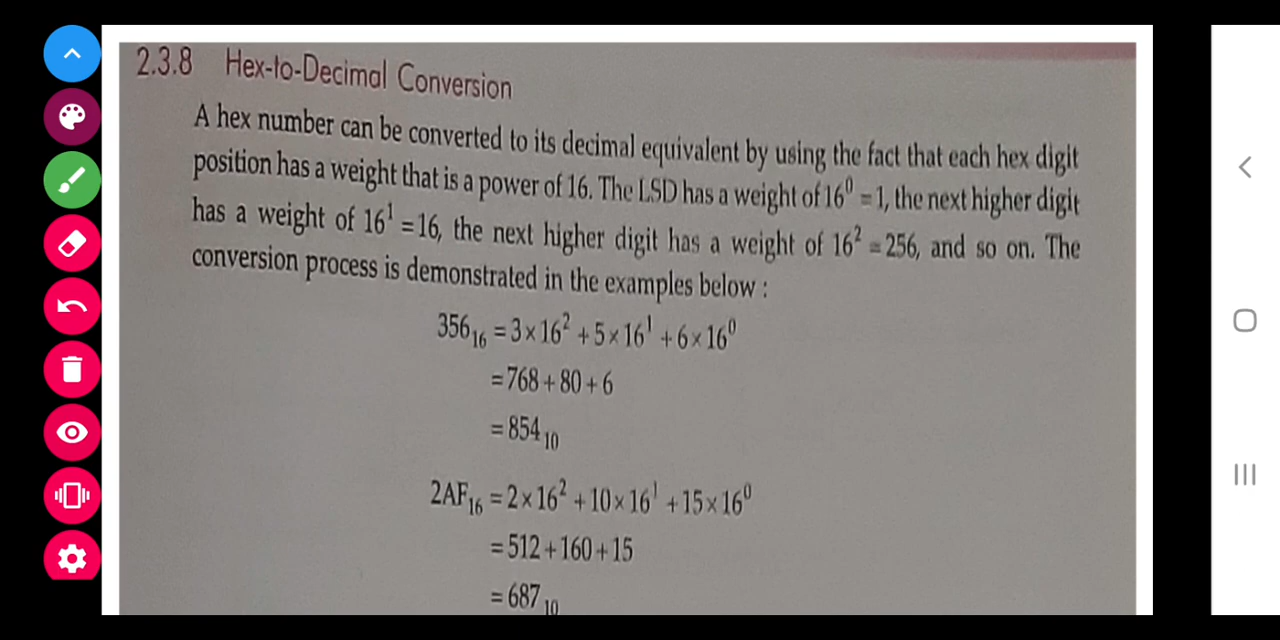 2.3.8 Hex-to-Decimal Conversion
A hex number can be converted to its decimal equivalent by using the fact that each hex digit
position has a weight that is a power of 16. The LSD has a weight of 16⁰ = 1, the next higher digit
has a weight of 16¹ = 16, the next higher digit has a weight of 16² = 256, and so on. The
conversion process is demonstrated in the examples below :
356₁₆ = 3 × 16² + 5 × 16¹ + 6 × 16⁰
= 768 + 80 + 6
= 854₁₀
2AF₁₆ = 2 × 16² + 10 × 16¹ + 15 × 16⁰
= 512 + 160 + 15
= 687₁₀